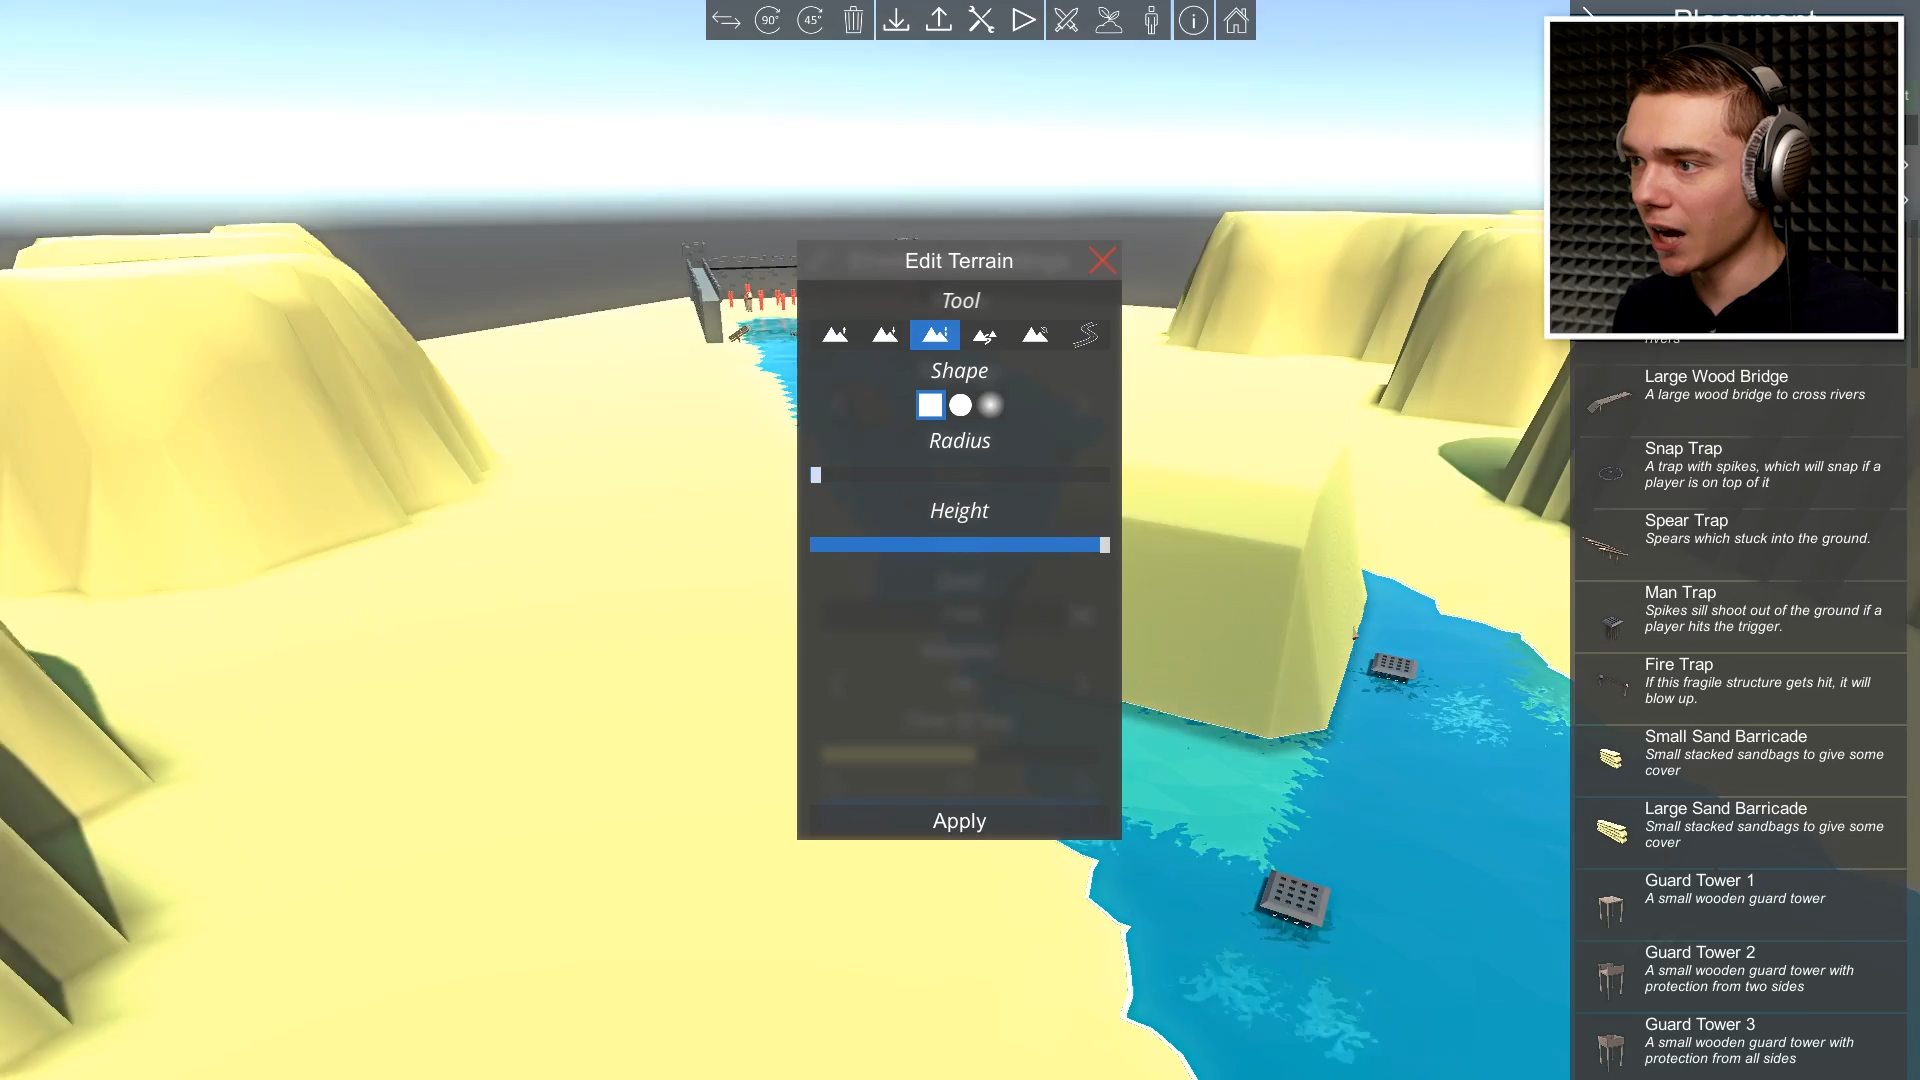 90°
45°
Placement
Edit Terrain
Tool
Shape
Radius
Height
Apply
rivers
Large Wood Bridge
A large wood bridge to cross rivers
Snap Trap
A trap with spikes, which will snap if a
player is on top of it
Spear Trap
Spears which stuck into the ground.
Man Trap
Spikes sill shoot out of the ground if a
player hits the trigger.
Fire Trap
If this fragile structure gets hit, it will
blow up.
Small Sand Barricade
Small stacked sandbags to give some
cover
Large Sand Barricade
Small stacked sandbags to give some
cover
Guard Tower 1
A small wooden guard tower
Guard Tower 2
A small wooden guard tower with
protection from two sides
Guard Tower 3
A small wooden guard tower with
protection from all sides